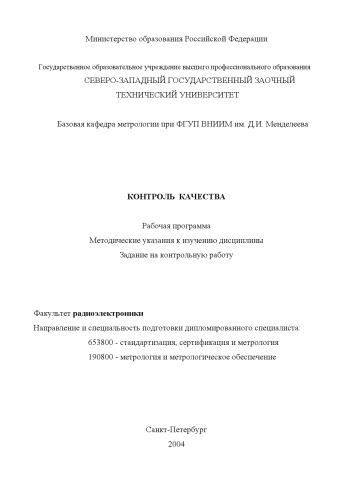 Министерство образования Российской Федерации
Государственное образовательное учреждение высшего профессионального образования
СЕВЕРО-ЗАПАДНЫЙ ГОСУДАРСТВЕННЫЙ ЗАОЧНЫЙ
ТЕХНИЧЕСКИЙ УНИВЕРСИТЕТ
Базовая кафедра метрологии при ФГУП ВНИИМ им. Д.И. Менделеева
КОНТРОЛЬ КАЧЕСТВА
Рабочая программа
Методические указания к изучению дисциплины
Задание на контрольную работу
Факультет радиоэлектроники
Направление и специальность подготовки дипломированного специалиста:
653800 - стандартизация, сертификация и метрология
190800 - метрология и метрологическое обеспечение
Санкт-Петербург
2004